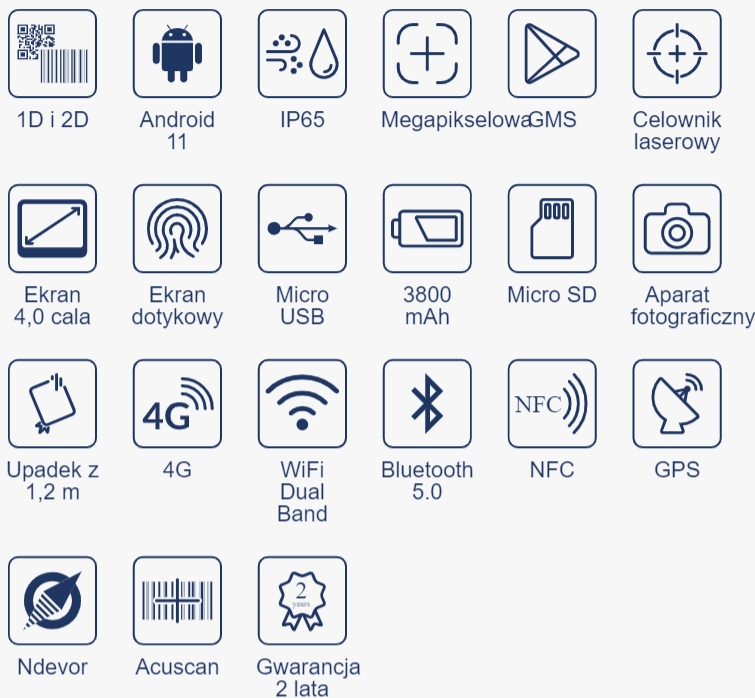 1D i 2D
Android
11
IP65
Megapikselowa
GMS
Celownik
laserowy
Ekran
4,0 cala
Ekran
dotykowy
Micro
USB
3800
mAh
Micro SD
Aparat
fotograficzny
Upadek z
1,2 m
4G
4G
WiFi
Dual
Band
Bluetooth
5.0
NFC
NFC
GPS
Ndevor
Acuscan
2
years
Gwarancja
2 lata